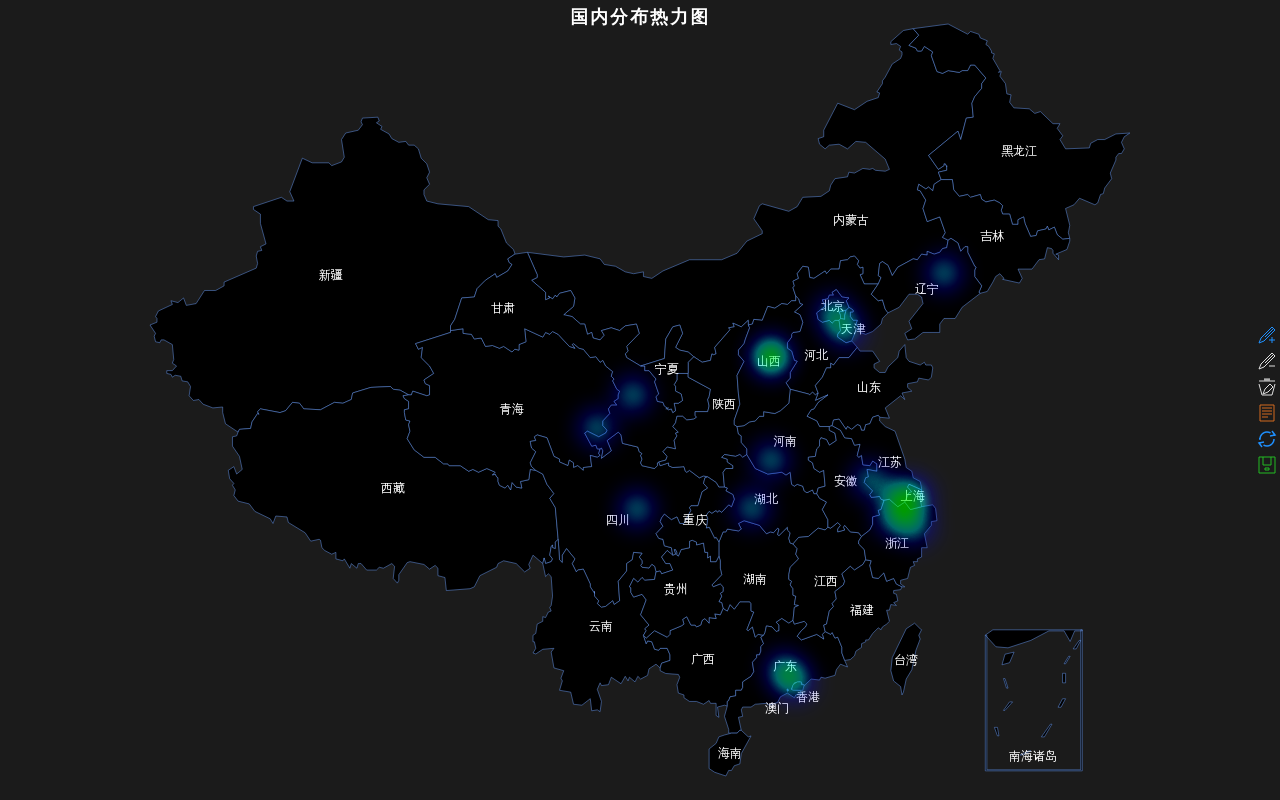 国内分布热力图
黑龙江
内蒙古
吉林
新疆
辽宁
北京
甘肃
天津
河北
山西
宁夏
山东
陕西
青海
河南
江苏
安徽
西藏
上海
湖北
四川
重庆
浙江
湖南
江西
贵州
福建
云南
广西
台湾
广东
香港
澳门
海南
南海诸岛